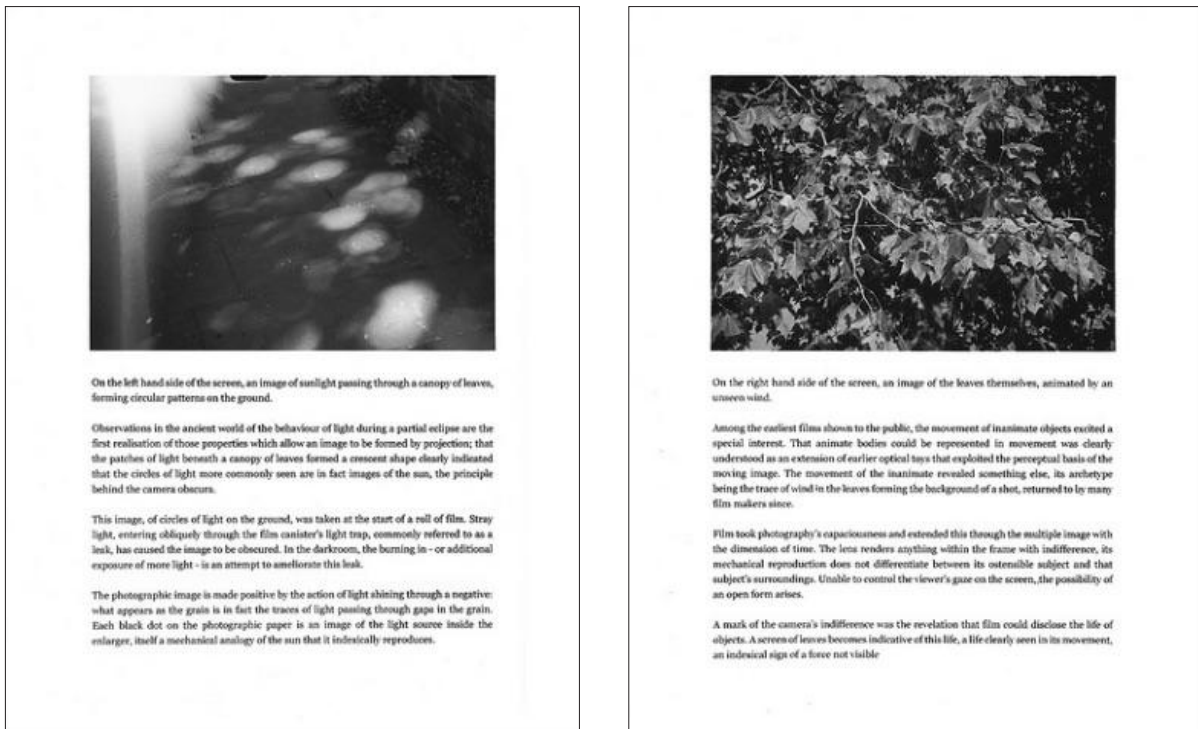 On the left hand side of the screen, an image of sunlight passing through a canopy of leaves,
forming circular patterns on the ground.
Observations in the ancient world of the behaviour of light during a partial eclipse are the
first realisation of those properties which allow an image to be formed by projection; that
the patches of light beneath a canopy of leaves formed a crescent shape clearly indicated
that the circles of light more commonly seen are in fact images of the sun, the principle
behind the camera obscura.
This image, of circles of light on the ground, was taken at the start of a roll of film. Stray
light, entering obliquely through the film canister's light trap, commonly referred to as a
leak, has caused the image to be obscured. In the darkroom, the burning in - or additional
exposure of more light - is an attempt to ameliorate this leak.
The photographic image is made positive by the action of light shining through a negative:
what appears as the grain is in fact the traces of light passing through gaps in the grain.
Each black dot on the photographic paper is an image of the light source inside the
enlarger, itself a mechanical analogy of the sun that it indexically reproduces.
On the right hand side of the screen, an image of the leaves themselves, animated by an
unseen wind.
Among the earliest films shown to the public, the movement of inanimate objects excited a
special interest. That animate bodies could be represented in movement was clearly
understood as an extension of earlier optical toys that exploited the perceptual basis of the
moving image. The movement of the inanimate revealed something else, its archetype
being the trace of wind in the leaves forming the background of a shot, returned to by many
film makers since.
Film took photography's capaciousness and extended this through the multiple image with
the dimension of time. The lens renders anything within the frame with indifference, its
mechanical reproduction does not differentiate between its ostensible subject and that
subject's surroundings. Unable to control the viewer's gaze on the screen, the possibility of
an open form arises.
A mark of the camera's indifference was the revelation that film could disclose the life of
objects. A screen of leaves becomes indicative of this life, a life clearly seen in its movement,
an indexical sign of a force not visible